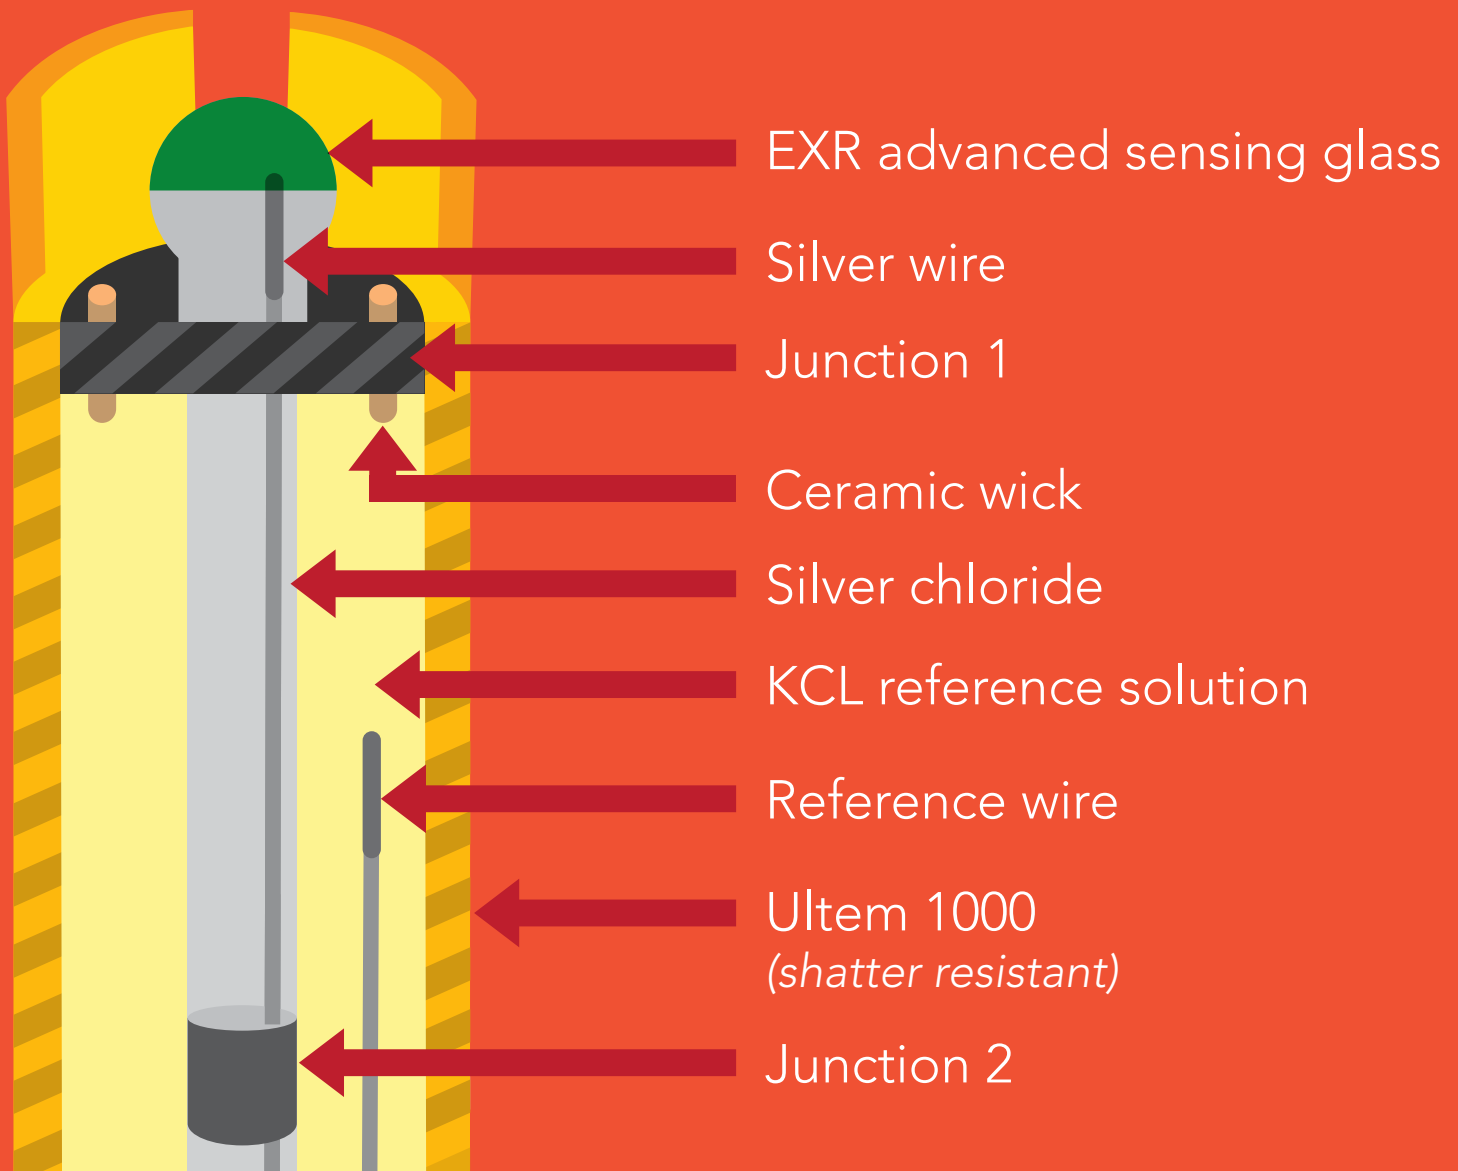 EXR advanced sensing glass
Silver wire
Junction 1
Ceramic wick
Silver chloride
KCL reference solution
Reference wire
Ultem 1000
(shatter resistant)
Junction 2